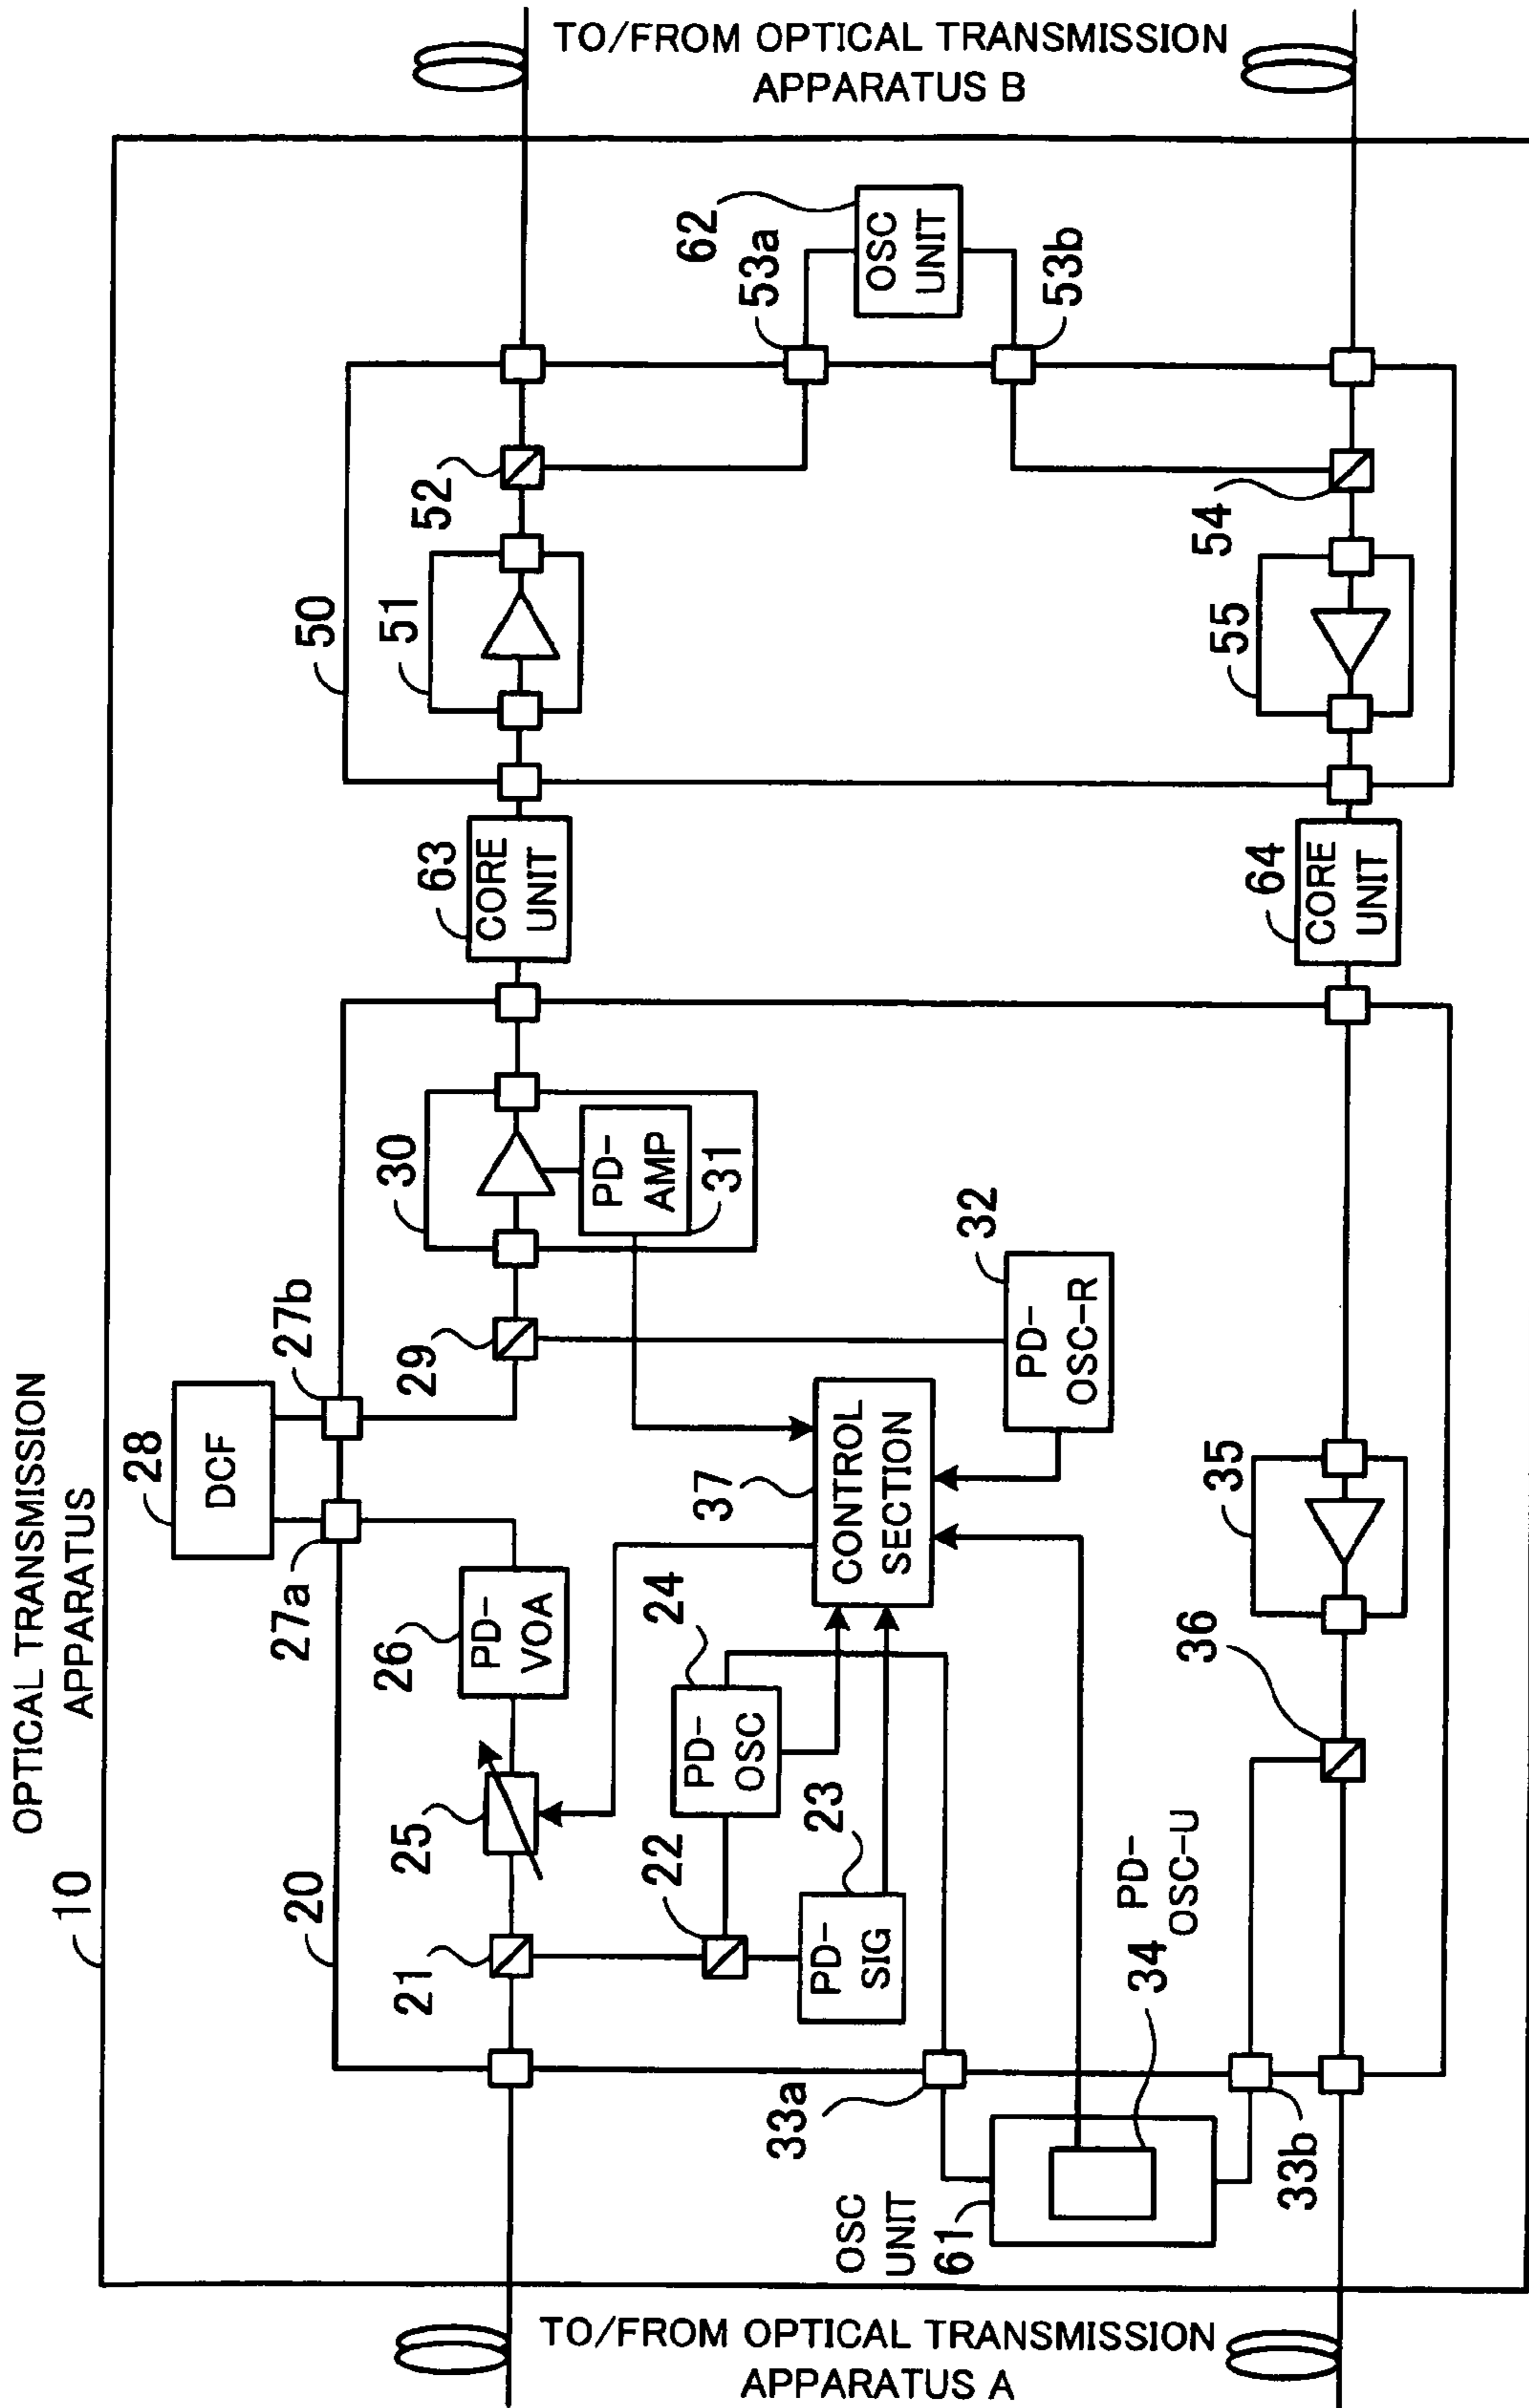 OPTICAL TRANSMISSION
APPARATUS
10
TO/FROM OPTICAL TRANSMISSION
APPARATUS A
TO/FROM OPTICAL TRANSMISSION
APPARATUS B
20
21
22
PD-
SIG
23
PD-
OSC
24
25
PD-
VOA
26
27a
27b
DCF
28
29
30
PD-
AMP
31
PD-
OSC-R
32
CONTROL
SECTION
37
33a
33b
PD-
OSC-U
34
OSC
UNIT
61
35
36
CORE
UNIT
63
CORE
UNIT
64
50
51
52
53a
53b
OSC
UNIT
62
54
55